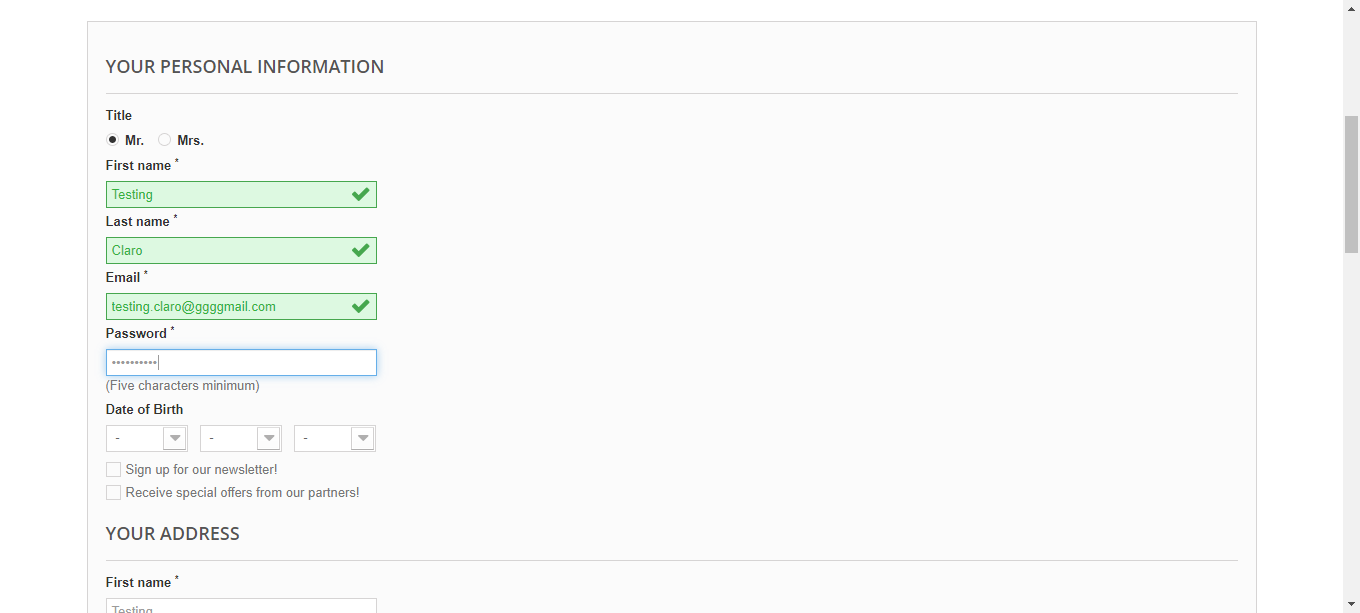 YOUR PERSONAL INFORMATION
Title
Mr. Mrs.
First name *
Testing
Last name *
Claro
Email *
testing.claro@ggggmail.com
Password *
••••••••••
(Five characters minimum)
Date of Birth
- - -
Sign up for our newsletter!
Receive special offers from our partners!
YOUR ADDRESS
First name *
Testing